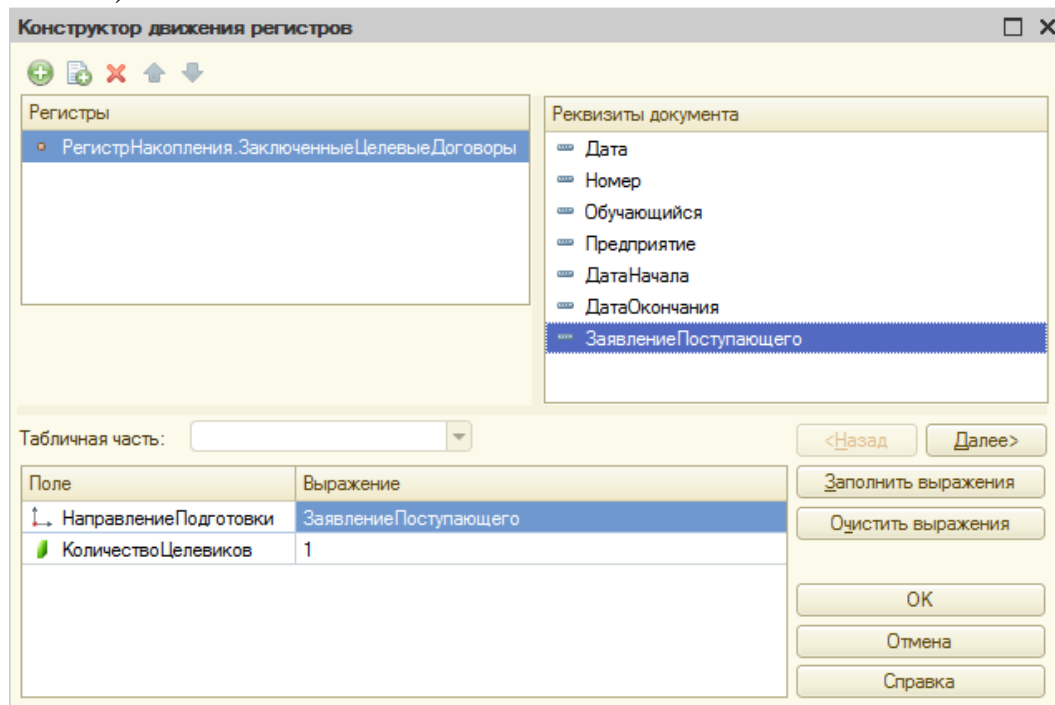 Конструктор движения регистров
Регистры
РегистрНакопления.ЗаключенныеЦелевыеДоговоры
Реквизиты документа
Дата
Номер
Обучающийся
Предприятие
ДатаНачала
ДатаОкончания
ЗаявлениеПоступающего
Табличная часть:
<Назад
Далее>
Поле
Выражение
НаправлениеПодготовки
ЗаявлениеПоступающего
КоличествоЦелевиков
1
Заполнить выражения
Очистить выражения
OK
Отмена
Справка